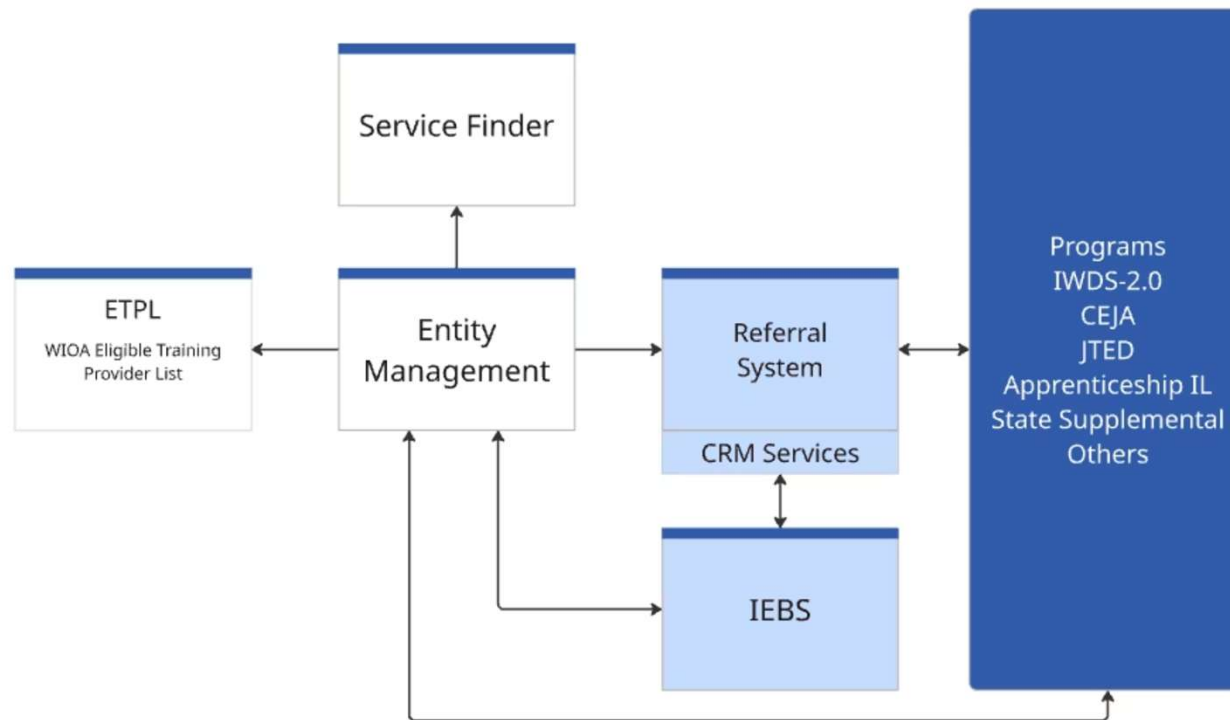 Service Finder
ETPL
WIOA Eligible Training
Provider List
Entity
Management
Referral
System
CRM Services
IEBS
Programs
IWDS-2.0
CEJA
JTED
Apprenticeship IL
State Supplemental
Others